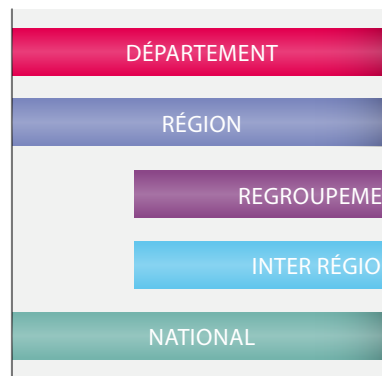 DÉPARTEMENT
RÉGION
REGROUPEME
INTER RÉGIO
NATIONAL